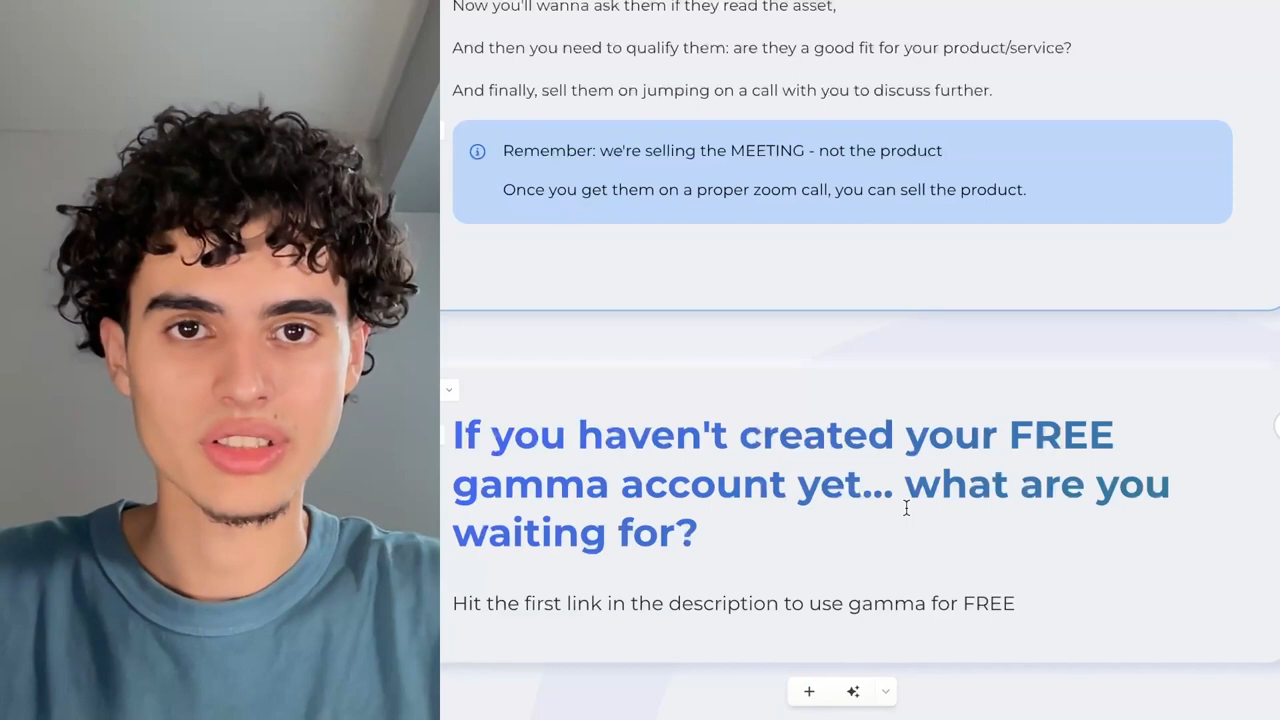 Now you'll wanna ask them if they read the asset,
And then you need to qualify them: are they a good fit for your product/service?
And finally, sell them on jumping on a call with you to discuss further.
Remember: we're selling the MEETING - not the product
Once you get them on a proper zoom call, you can sell the product.
If you haven't created your FREE
gamma account yet... what are you
waiting for?
Hit the first link in the description to use gamma for FREE